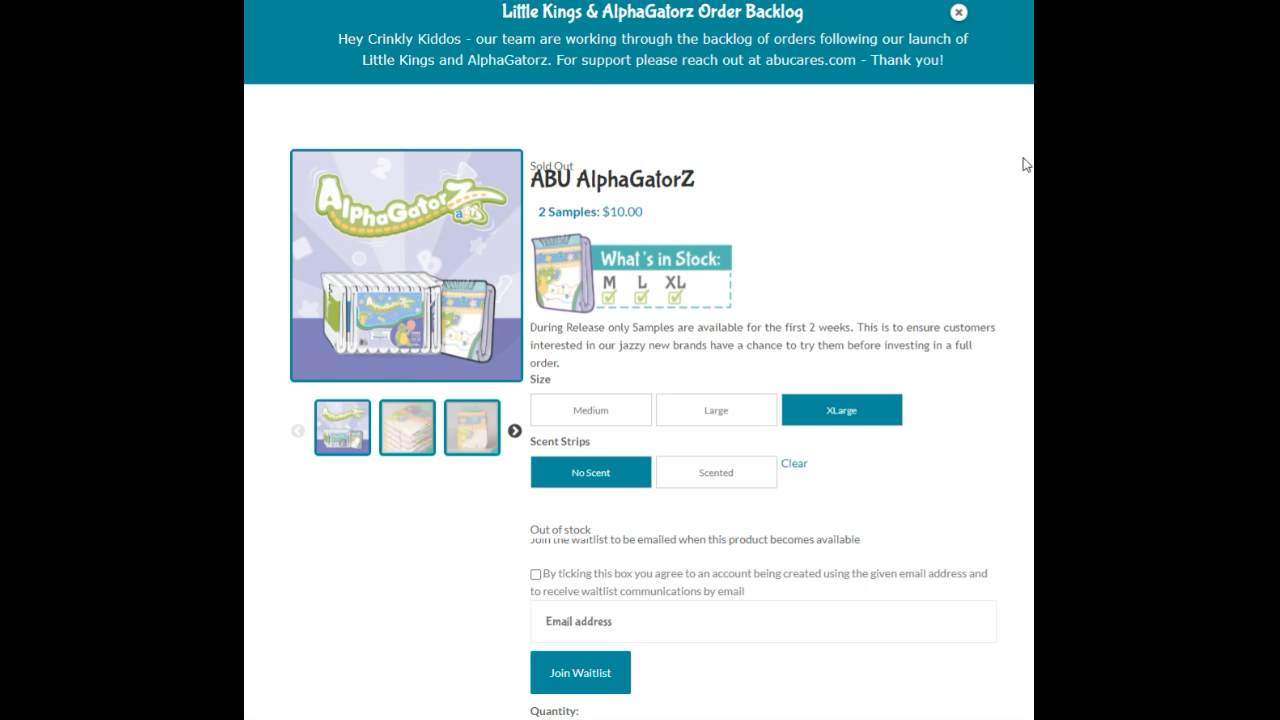 Little Kings & AlphaGatorz Order Backlog
Hey Crinkly Kiddos - our team are working through the backlog of orders following our launch of
Little Kings and AlphaGatorz. For support please reach out at abucares.com - Thank you!
AlphaGatorZ
abu
Sold Out
ABU AlphaGatorZ
2 Samples: $10.00
What's in Stock:
M L XL
During Release only Samples are available for the first 2 weeks. This is to ensure customers
interested in our jazzy new brands have a chance to try them before investing in a full
order.
Size
Medium Large XLarge
Scent Strips
No Scent Scented Clear
Out of stock
Join the waitlist to be emailed when this product becomes available
By ticking this box you agree to an account being created using the given email address and
to receive waitlist communications by email
Email address
Join Waitlist
Quantity: